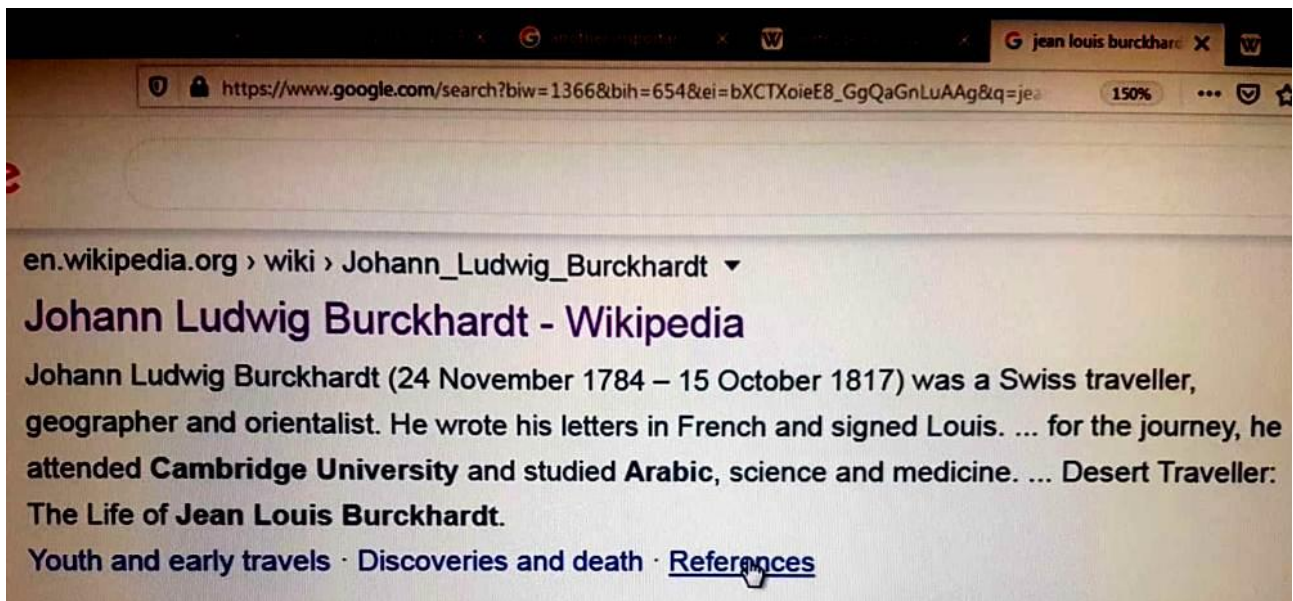 jean louis burckhard
https://www.google.com/search?biw=1366&bih=654&ei=bXCTXoieE8_GgQaGnLuAAg&q=jea 150%
e
en.wikipedia.org › wiki › Johann_Ludwig_Burckhardt
Johann Ludwig Burckhardt - Wikipedia
Johann Ludwig Burckhardt (24 November 1784 – 15 October 1817) was a Swiss traveller,
geographer and orientalist. He wrote his letters in French and signed Louis. ... for the journey, he
attended Cambridge University and studied Arabic, science and medicine. ... Desert Traveller:
The Life of Jean Louis Burckhardt.
Youth and early travels · Discoveries and death · References